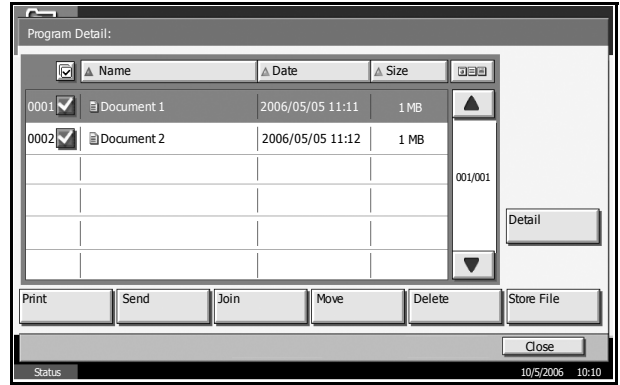 Program Detail:
Name Date Size
0001 Document 1 2006/05/05 11:11 1 MB
0002 Document 2 2006/05/05 11:12 1 MB
001/001
Detail
Print Send Join Move Delete Store File
Close
Status 10/5/2006 10:10